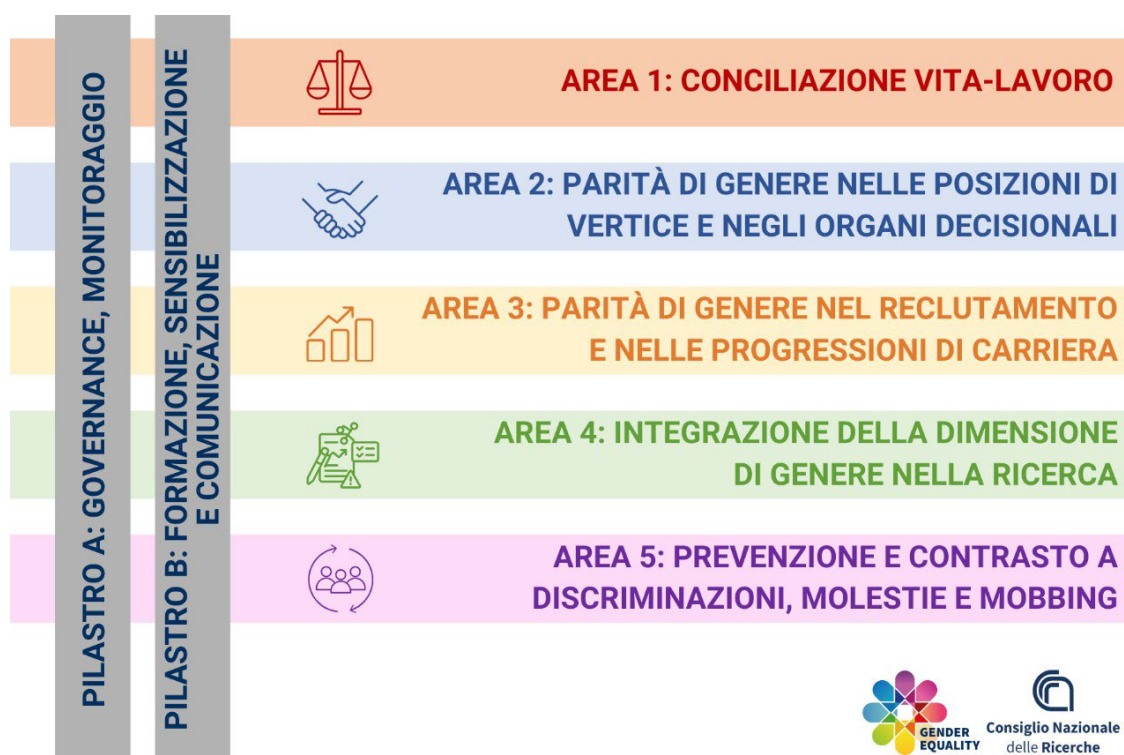 PILASTRO A: GOVERNANCE, MONITORAGGIO
PILASTRO B: FORMAZIONE, SENSIBILIZZAZIONE
E COMUNICAZIONE
AREA 1: CONCILIAZIONE VITA-LAVORO
AREA 2: PARITÀ DI GENERE NELLE POSIZIONI DI
VERTICE E NEGLI ORGANI DECISIONALI
AREA 3: PARITÀ DI GENERE NEL RECLUTAMENTO
E NELLE PROGRESSIONI DI CARRIERA
AREA 4: INTEGRAZIONE DELLA DIMENSIONE
DI GENERE NELLA RICERCA
AREA 5: PREVENZIONE E CONTRASTO A
DISCRIMINAZIONI, MOLESTIE E MOBBING
GENDER
EQUALITY
Consiglio Nazionale
delle Ricerche